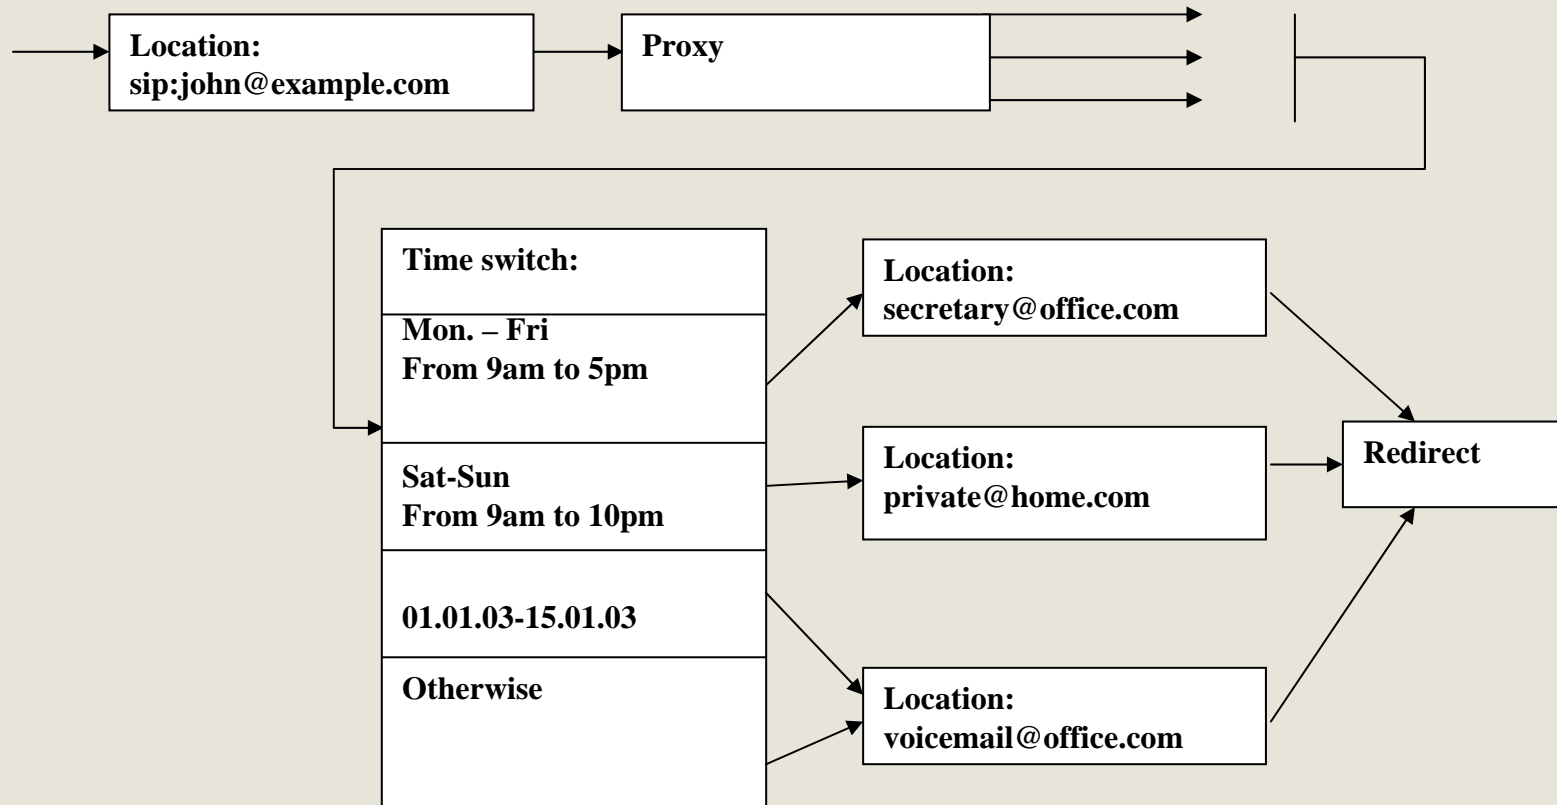 Location:
sip:john@example.com
Proxy
Time switch:
Mon. – Fri
From 9am to 5pm
Sat-Sun
From 9am to 10pm
01.01.03-15.01.03
Otherwise
Location:
secretary@office.com
Location:
private@home.com
Location:
voicemail@office.com
Redirect